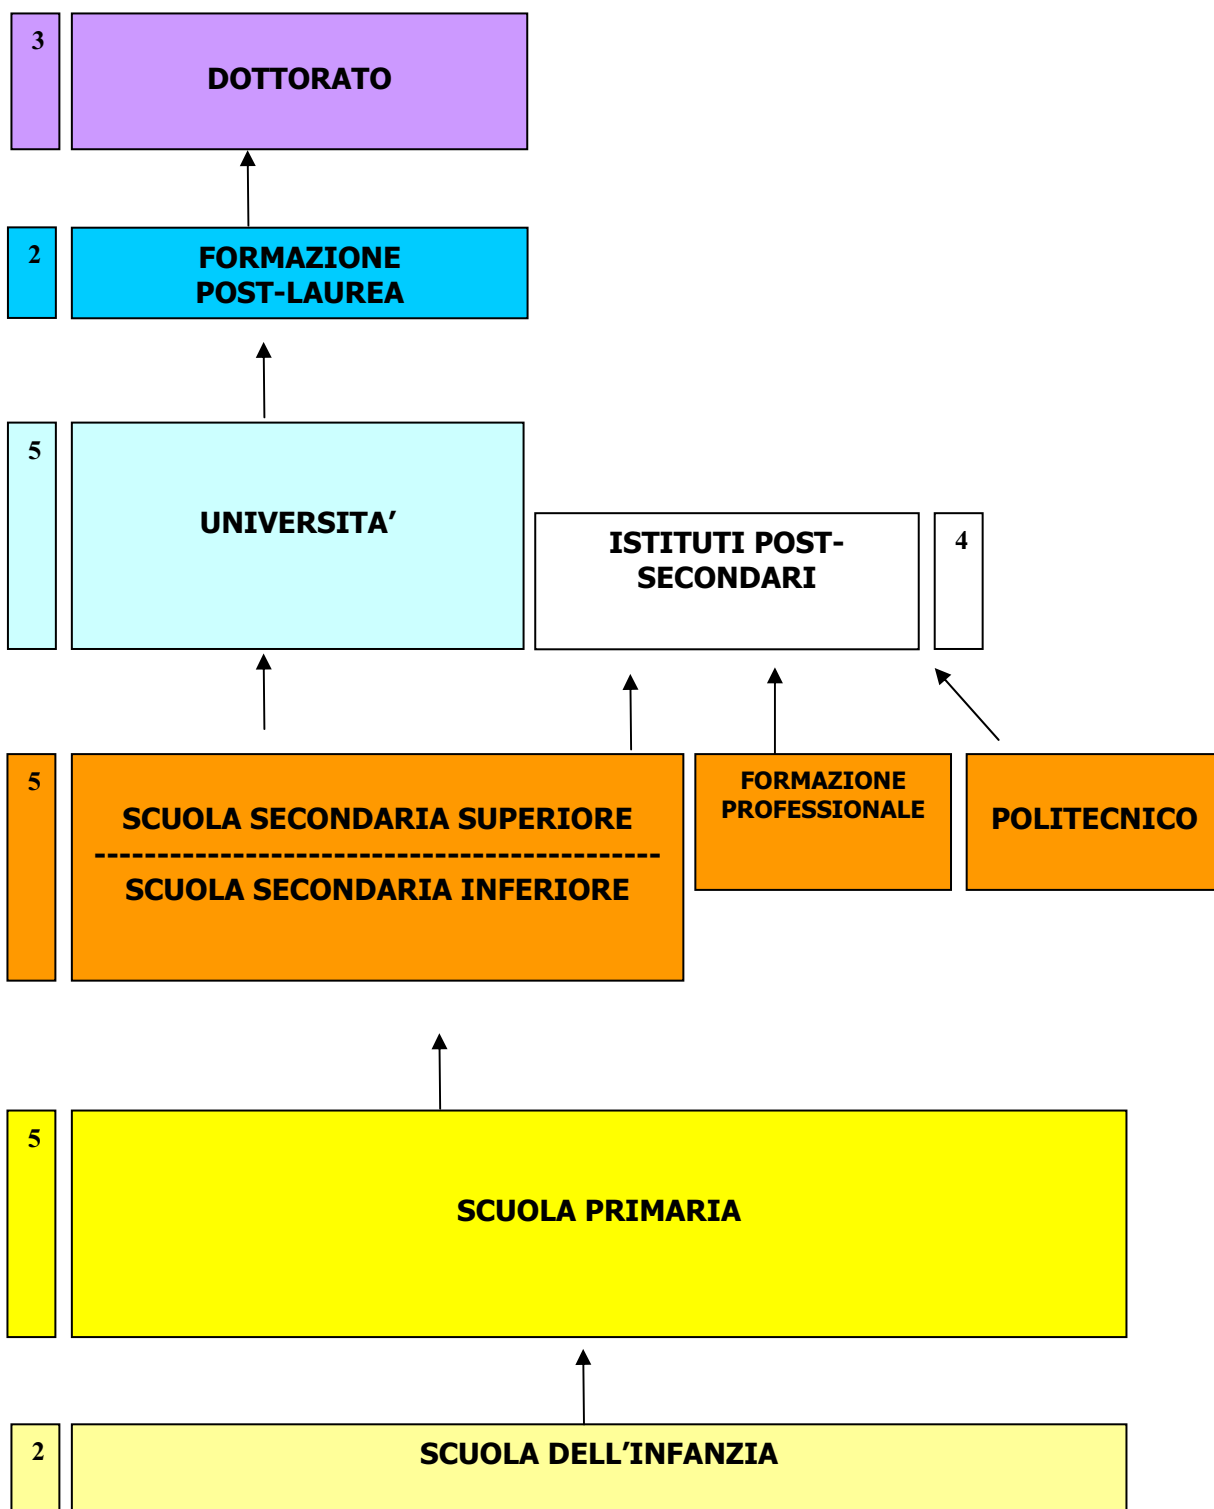 3
DOTTORATO
2
FORMAZIONE
POST-LAUREA
5
UNIVERSITA’
ISTITUTI POST-
SECONDARI
4
5
SCUOLA SECONDARIA SUPERIORE
---------------------------------------------
SCUOLA SECONDARIA INFERIORE
FORMAZIONE
PROFESSIONALE
POLITECNICO
5
SCUOLA PRIMARIA
2
SCUOLA DELL’INFANZIA